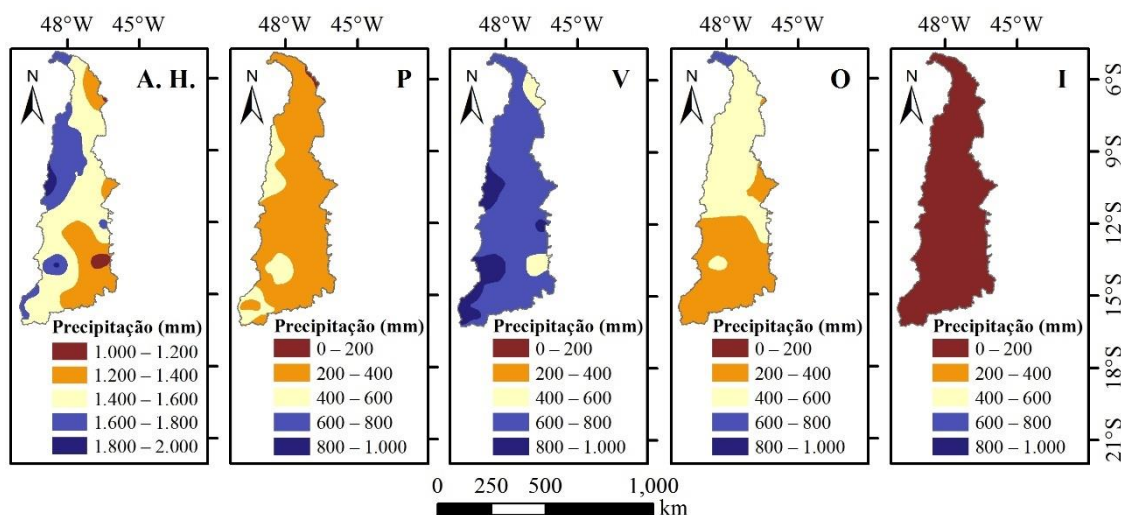 48°W 45°W 48°W 45°W 48°W 45°W 48°W 45°W 48°W 45°W
N A. H. N P N V N O N I
6°S
9°S
12°S
15°S
18°S
21°S
Precipitação (mm)
1.000 – 1.200
1.200 – 1.400
1.400 – 1.600
1.600 – 1.800
1.800 – 2.000
Precipitação (mm)
0 – 200
200 – 400
400 – 600
600 – 800
800 – 1.000
Precipitação (mm)
0 – 200
200 – 400
400 – 600
600 – 800
800 – 1.000
Precipitação (mm)
0 – 200
200 – 400
400 – 600
600 – 800
800 – 1.000
Precipitação (mm)
0 – 200
200 – 400
400 – 600
600 – 800
800 – 1.000
0 250 500 1,000
km